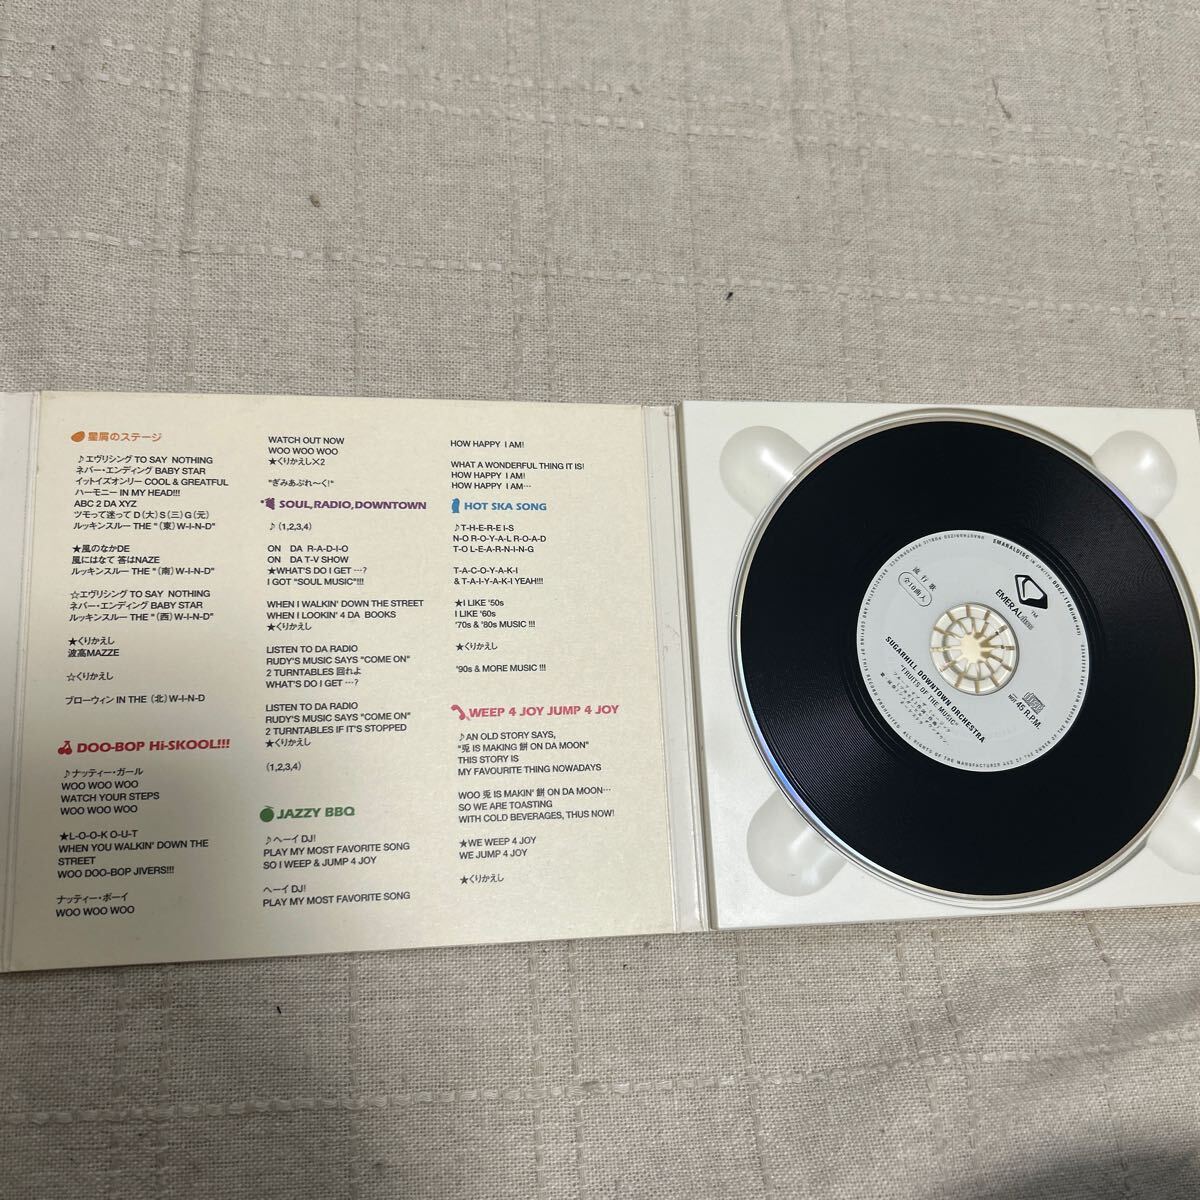 星屑のステージ
♪エヴリシング TO SAY NOTHING
ネバー・エンディング BABY STAR
イットイズオンリー COOL & GREATFUL
ハーモニー IN MY HEAD!!!
ABC 2 DA XYZ
ツモって迷って D(大)S(三)G(元)
ルッキンスルー THE "(東)W-I-N-D"
★風のなかDE
風にはなて 答はNAZE
ルッキンスルー THE "(南)W-I-N-D"
☆エヴリシング TO SAY NOTHING
ネバー・エンディング BABY STAR
ルッキンスルー THE "(西)W-I-N-D"
★くりかえし
波高MAZZE
☆くりかえし
ブローウィン IN THE (北)W-I-N-D
DOO-BOP Hi-SKOOL!!!
♪ナッティー・ガール
WOO WOO WOO
WATCH YOUR STEPS
WOO WOO WOO
★L-O-O-K O-U-T
WHEN YOU WALKIN' DOWN THE
STREET
WOO DOO-BOP JIVERS!!!
ナッティー・ボーイ
WOO WOO WOO
WATCH OUT NOW
WOO WOO WOO
★くりかえし×2
"ぎみあぶれ〜く!"
SOUL,RADIO,DOWNTOWN
♪(1,2,3,4)
ON DA R-A-D-I-O
ON DA T-V SHOW
★WHAT'S DO I GET …?
I GOT "SOUL MUSIC"!!!
WHEN I WALKIN' DOWN THE STREET
WHEN I LOOKIN' 4 DA BOOKS
★くりかえし
LISTEN TO DA RADIO
RUDY'S MUSIC SAYS "COME ON"
2 TURNTABLES 回れよ
WHAT'S DO I GET …?
LISTEN TO DA RADIO
RUDY'S MUSIC SAYS "COME ON"
2 TURNTABLES IF IT'S STOPPED
★くりかえし
(1,2,3,4)
JAZZY BBQ
♪ヘーイ DJ!
PLAY MY MOST FAVORITE SONG
SO I WEEP & JUMP 4 JOY
ヘーイ DJ!
PLAY MY MOST FAVORITE SONG
HOW HAPPY I AM!
WHAT A WONDERFUL THING IT IS!
HOW HAPPY I AM!
HOW HAPPY I AM…
HOT SKA SONG
♪T-H-E-R-E I-S
N-O R-O-Y-A-L R-O-A-D
T-O L-E-A-R-N-I-N-G
T-A-C-O-Y-A-K-I
& T-A-I-Y-A-K-I YEAH!!!
★I LIKE '50s
I LIKE '60s
'70s & '80s MUSIC !!!
★くりかえし
'90s & MORE MUSIC !!!
WEEP 4 JOY JUMP 4 JOY
♪AN OLD STORY SAYS,
"兎 IS MAKING 餅 ON DA MOON"
THIS STORY IS
MY FAVOURITE THING NOWADAYS
WOO 兎 IS MAKIN' 餅 ON DA MOON…
SO WE ARE TOASTING
WITH COLD BEVERAGES, THUS NOW!
★WE WEEP 4 JOY
WE JUMP 4 JOY
★くりかえし
EMERALdisc
TM
流行歌
全10曲入
SUGARHILL DOWNTOWN ORCHESTRA
"FRUITS OF THE MUSIC"
NOT 45 R.P.M.